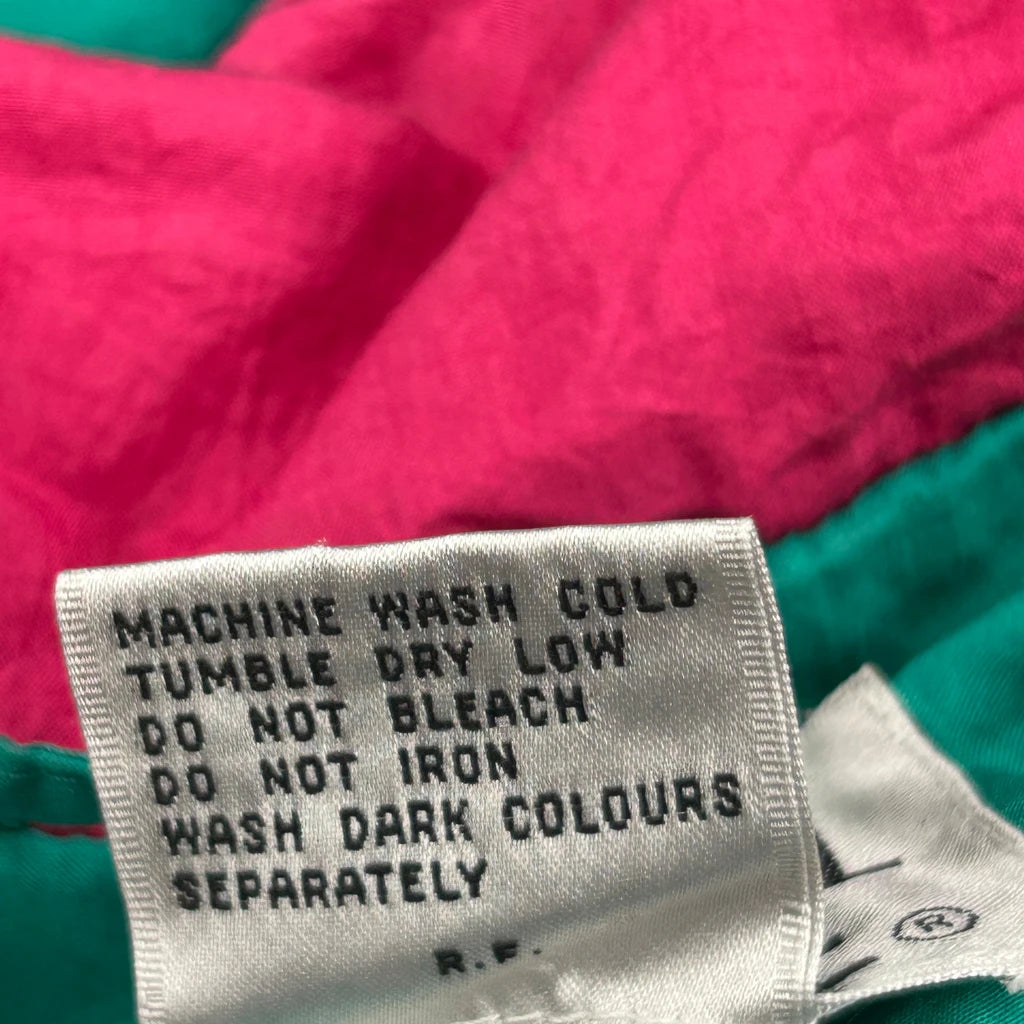 MACHINE WASH COLD
TUMBLE DRY LOW
DO NOT BLEACH
DO NOT IRON
WASH DARK COLOURS
SEPARATELY
R.F.
®